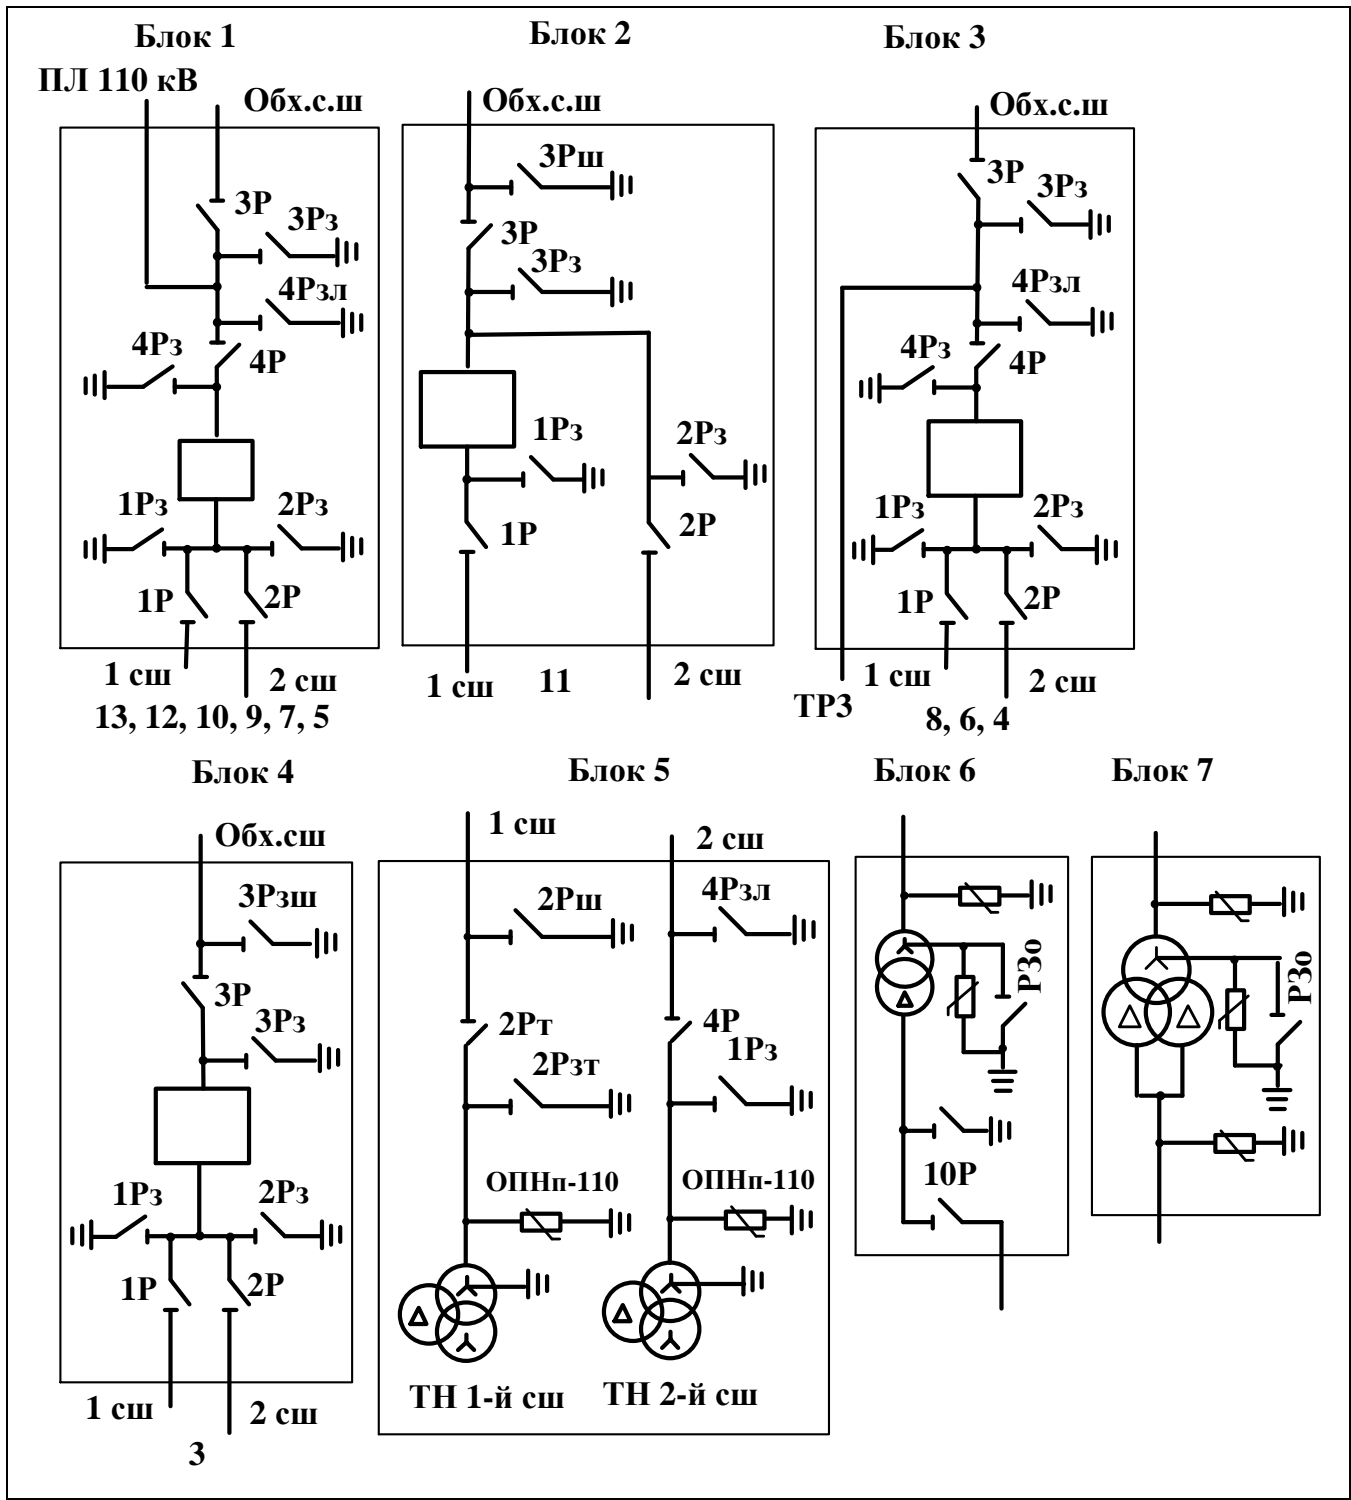 Блок 1
ПЛ 110 кВ
Обх.с.ш
3Р
3Рз
4Рзл
4Рз
4Р
1Рз
2Рз
1Р
2Р
1 сш
2 сш
13, 12, 10, 9, 7, 5
Блок 2
Обх.с.ш
3Рш
3Р
3Рз
1Рз
2Рз
1Р
2Р
1 сш
11
2 сш
Блок 3
Обх.с.ш
3Р
3Рз
4Рзл
4Рз
4Р
1Рз
2Рз
1Р
2Р
ТР3
1 сш
2 сш
8, 6, 4
Блок 4
Обх.сш
3Рзш
3Р
3Рз
1Рз
2Рз
1Р
2Р
1 сш
2 сш
3
Блок 5
1 сш
2 сш
2Рш
4Рзл
2Рт
4Р
2Рзт
1Рз
ОПНп-110
ОПНп-110
ТН 1-й сш
ТН 2-й сш
Блок 6
РЗо
10Р
Блок 7
РЗо